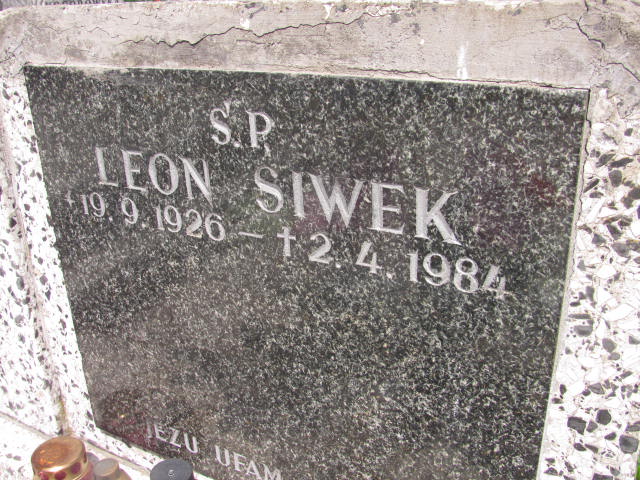 Ś.P.
LEON SIWEK
* 19. 9. 1926 – † 2. 4. 1984
JEZU UFAM